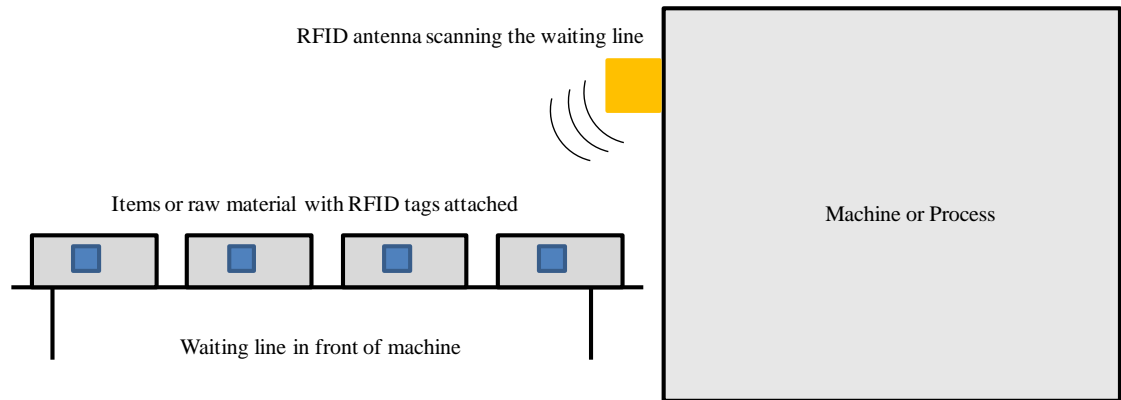 RFID antenna scanning the waiting line
Items or raw material with RFID tags attached
Machine or Process
Waiting line in front of machine